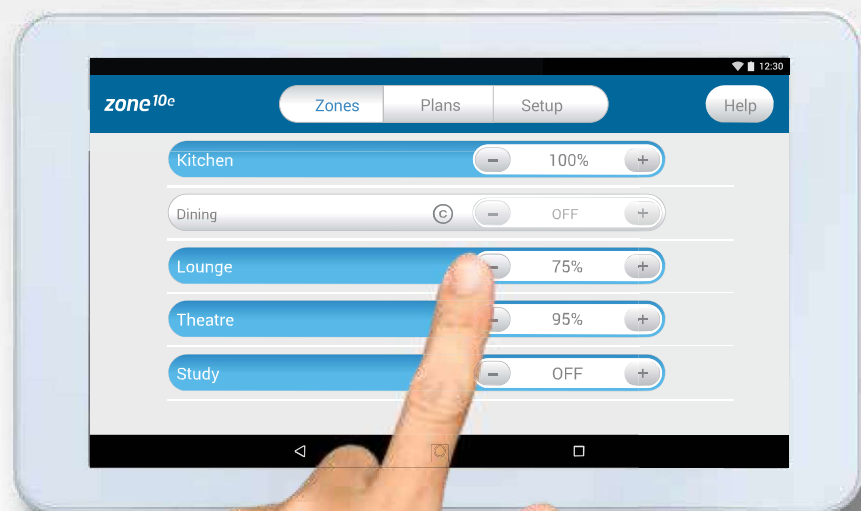 12:30
zone10e Zones Plans Setup Help
Kitchen - 100% +
Dining © - OFF +
Lounge - 75% +
Theatre - 95% +
Study - OFF +